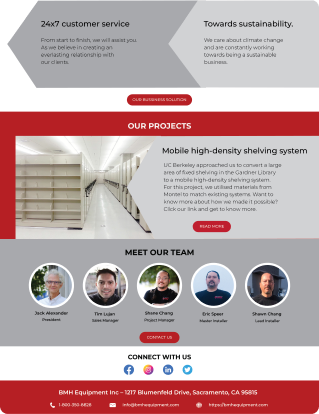 24x7 customer service
From start to finish, we will assist you.
As we believe in creating an
everlasting relationship with
our clients.
Towards sustainability.
We care about climate change
and are constantly working
towards being a sustainable
business.
OUR BUSINESS SOLUTION
OUR PROJECTS
Mobile high-density shelving system
UC Berkeley approached us to convert a large
area of fixed shelving in the Gardner Library
to a mobile high-density shelving system.
For this project, we utilised materials from
Montel to match existing systems. Want to
know more about how we made it possible?
Click our link and get to know more.
READ MORE
MEET OUR TEAM
Jack Alexander
President
Tim Lujan
Sales Manager
Shane Chang
Project Manager
Eric Speer
Master Installer
Shawn Chang
Lead Installer
CONTACT US
CONNECT WITH US
BMH Equipment Inc – 1217 Blumenfeld Drive, Sacramento, CA 95815
1-800-350-8828
info@bmhequipment.com
https://bmhequipment.com